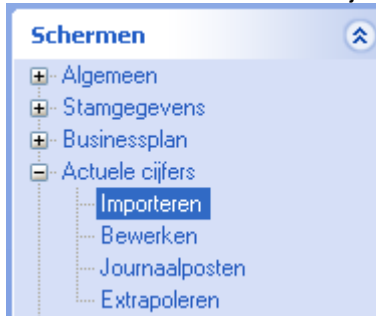 Schermen
Algemeen
Stamgegevens
Businessplan
Actuele cijfers
Importeren
Bewerken
Journaalposten
Extrapoleren